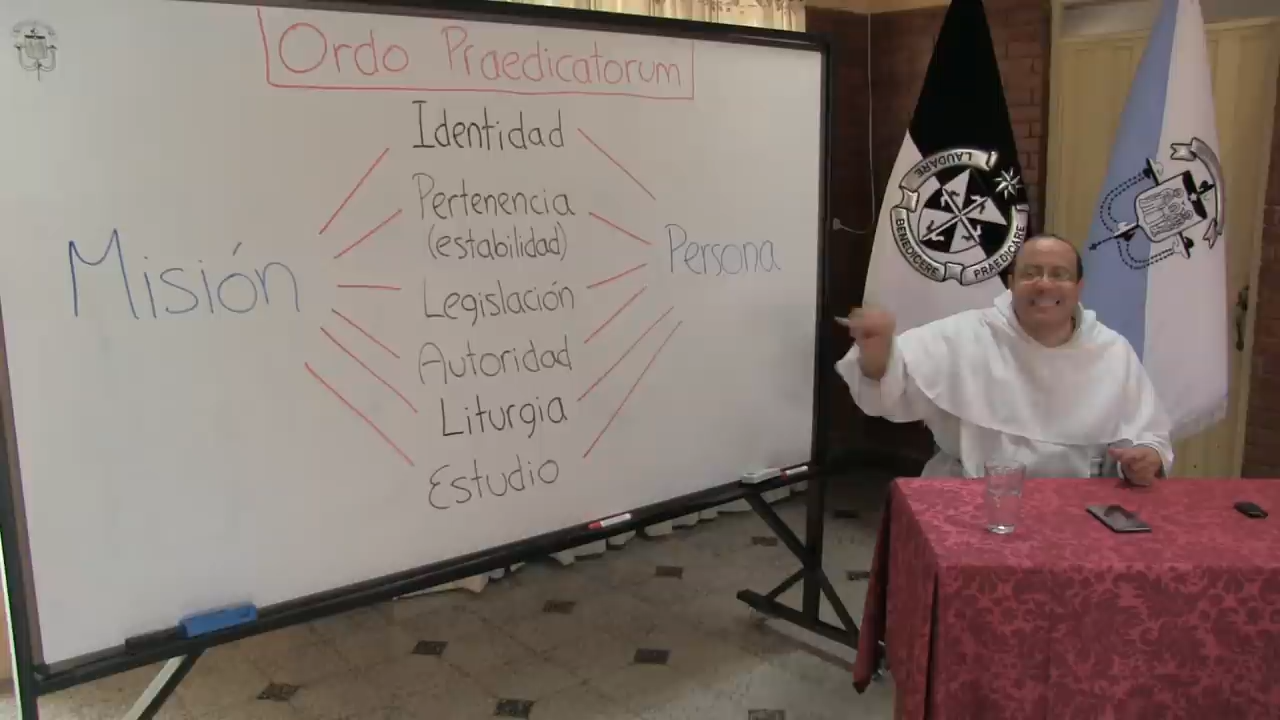 Ordo Praedicatorum
Identidad
Pertenencia
(estabilidad)
Misión
Persona
Legislación
Autoridad
Liturgia
Estudio
LAUDARE
BENEDICERE
PRAEDICARE